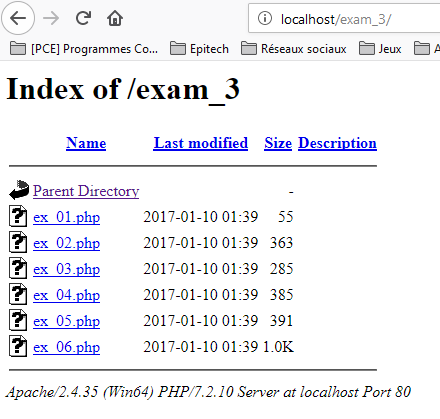 localhost/exam_3/
[PCE] Programmes Co... Epitech Réseaux sociaux Jeux A
Index of /exam_3
Name Last modified Size Description
Parent Directory -
ex_01.php 2017-01-10 01:39 55
ex_02.php 2017-01-10 01:39 363
ex_03.php 2017-01-10 01:39 285
ex_04.php 2017-01-10 01:39 385
ex_05.php 2017-01-10 01:39 391
ex_06.php 2017-01-10 01:39 1.0K
Apache/2.4.35 (Win64) PHP/7.2.10 Server at localhost Port 80